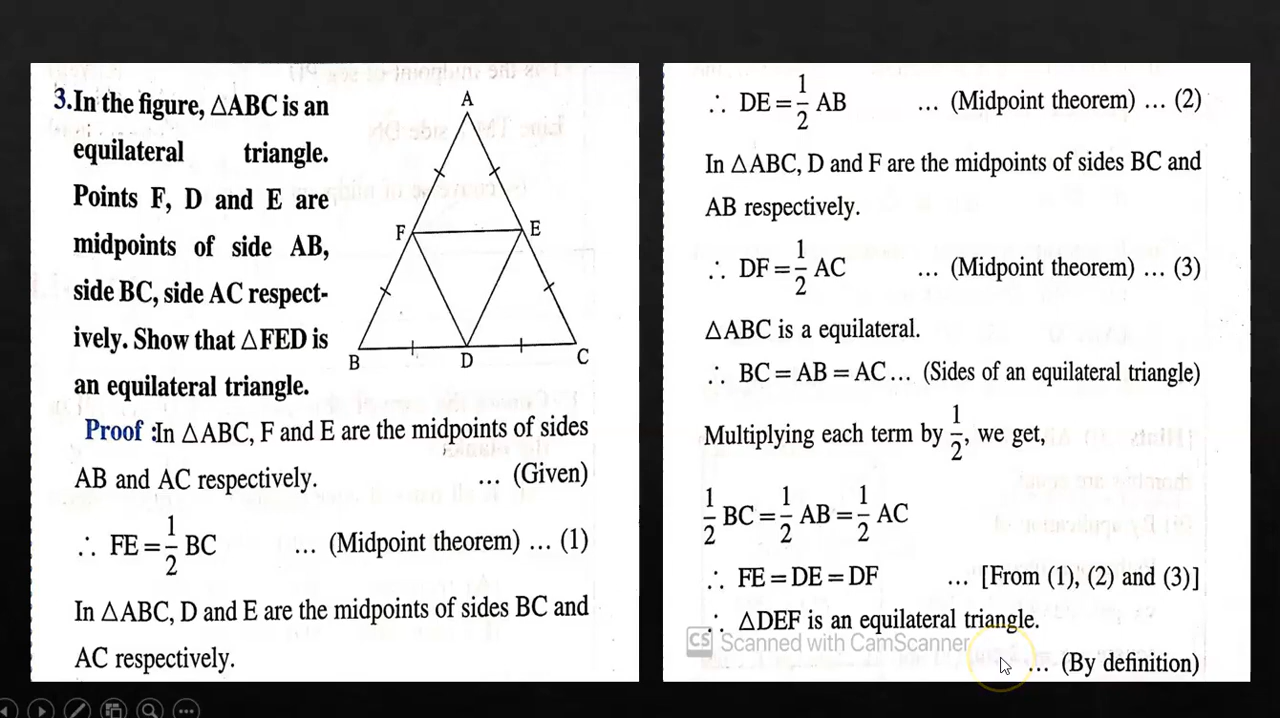 3.In the figure, △ABC is an
equilateral triangle.
Points F, D and E are
midpoints of side AB,
side BC, side AC respect-
ively. Show that △FED is
an equilateral triangle.
A
F
E
B
D
C
Proof :In △ABC, F and E are the midpoints of sides
AB and AC respectively. ... (Given)
∴ FE = 1/2 BC ... (Midpoint theorem) ... (1)
In △ABC, D and E are the midpoints of sides BC and
AC respectively.
∴ DE = 1/2 AB ... (Midpoint theorem) ... (2)
In △ABC, D and F are the midpoints of sides BC and
AB respectively.
∴ DF = 1/2 AC ... (Midpoint theorem) ... (3)
△ABC is a equilateral.
∴ BC = AB = AC... (Sides of an equilateral triangle)
Multiplying each term by 1/2, we get,
1/2 BC = 1/2 AB = 1/2 AC
∴ FE = DE = DF ... [From (1), (2) and (3)]
∴ △DEF is an equilateral triangle.
CS Scanned with CamScanner
... (By definition)